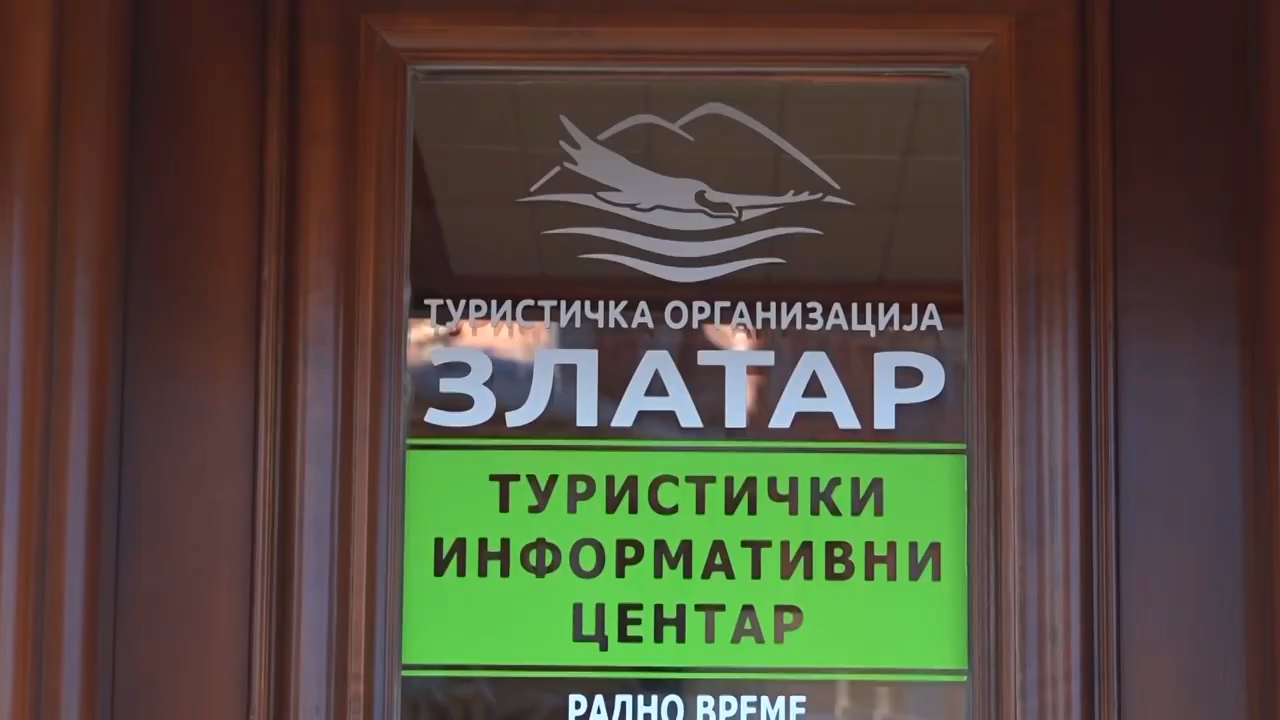 ТУРИСТИЧКА ОРГАНИЗАЦИЈА
ЗЛАТАР
ТУРИСТИЧКИ
ИНФОРМАТИВНИ
ЦЕНТАР
РАДНО ВРЕМЕ